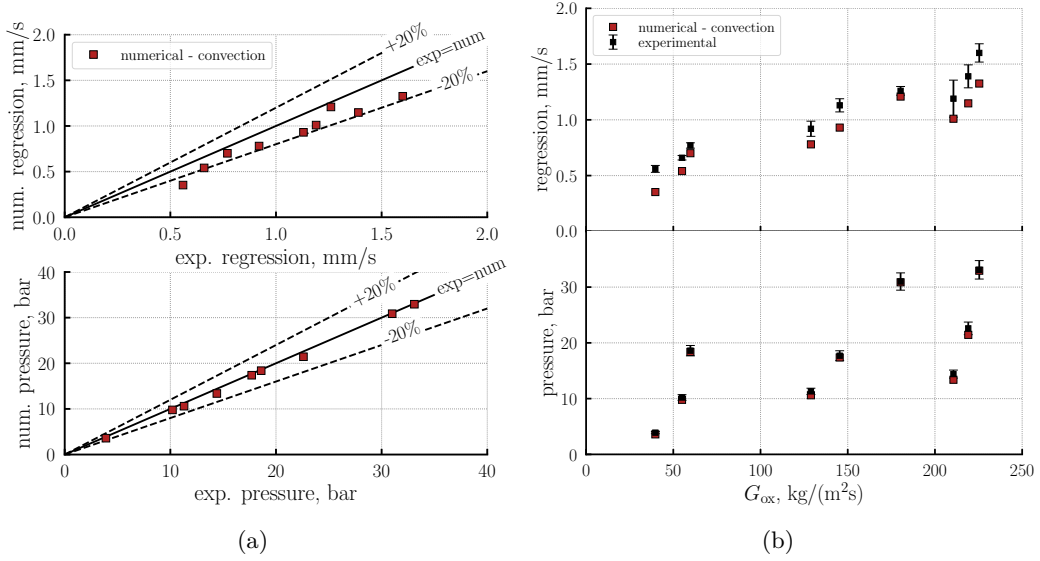 2.0
1.5
1.0
0.5
0.0
num. regression, mm/s
numerical - convection
+20%
exp=num
-20%
0.0 0.5 1.0 1.5 2.0
exp. regression, mm/s
40
30
20
10
0
num. pressure, bar
+20%
exp=num
-20%
0 10 20 30 40
exp. pressure, bar
(a)
2.0
1.5
1.0
0.5
0.0
regression, mm/s
numerical - convection
experimental
30
20
10
0
pressure, bar
0 50 100 150 200 250
G_ox, kg/(m²s)
(b)